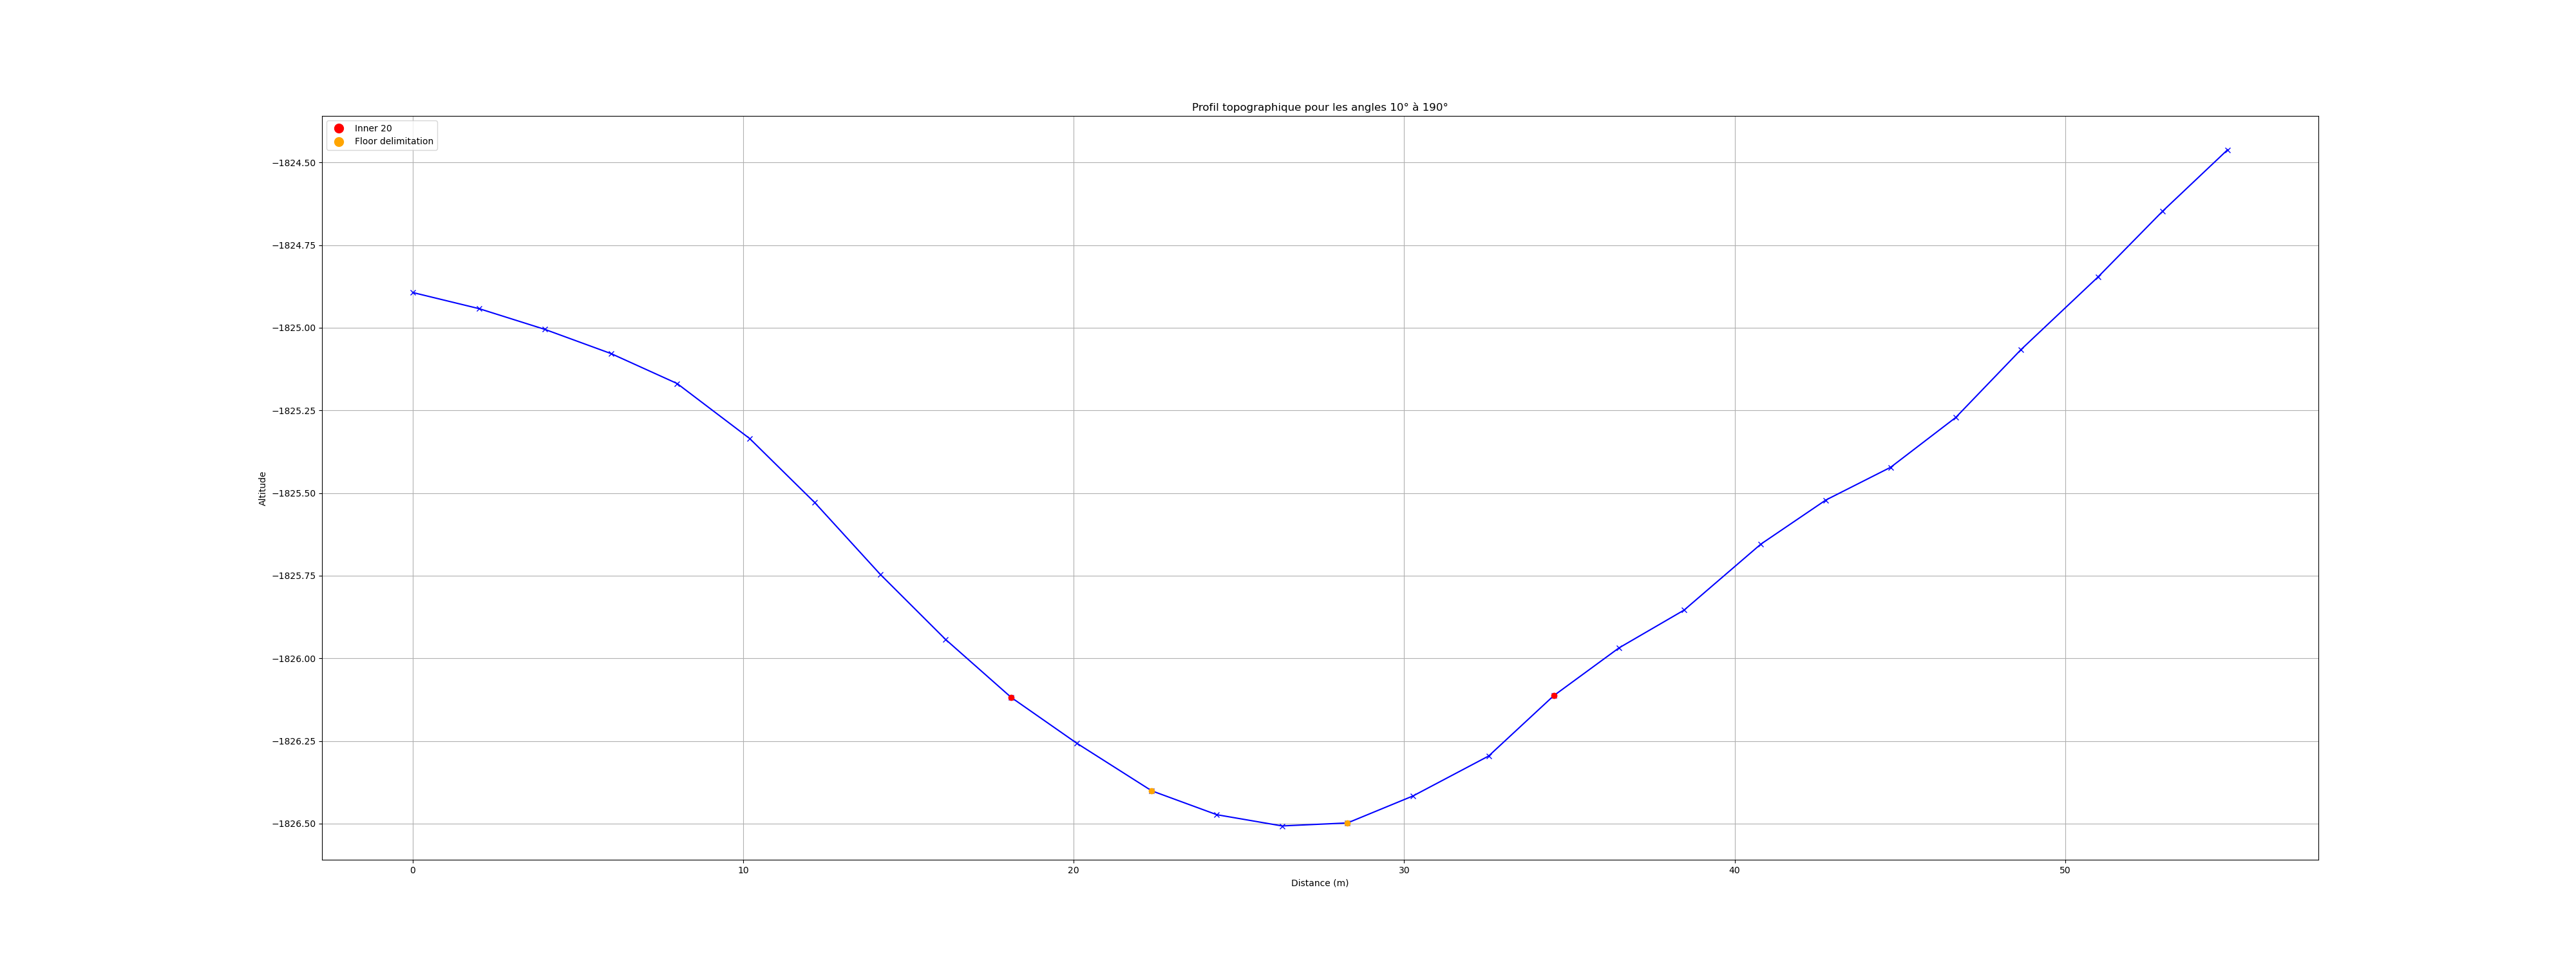 Profil topographique pour les angles 10° à 190°
Inner 20
Floor delimitation
−1824.50
−1824.75
−1825.00
−1825.25
−1825.50
−1825.75
−1826.00
−1826.25
−1826.50
Altitude
0 10 20 30 40 50
Distance (m)